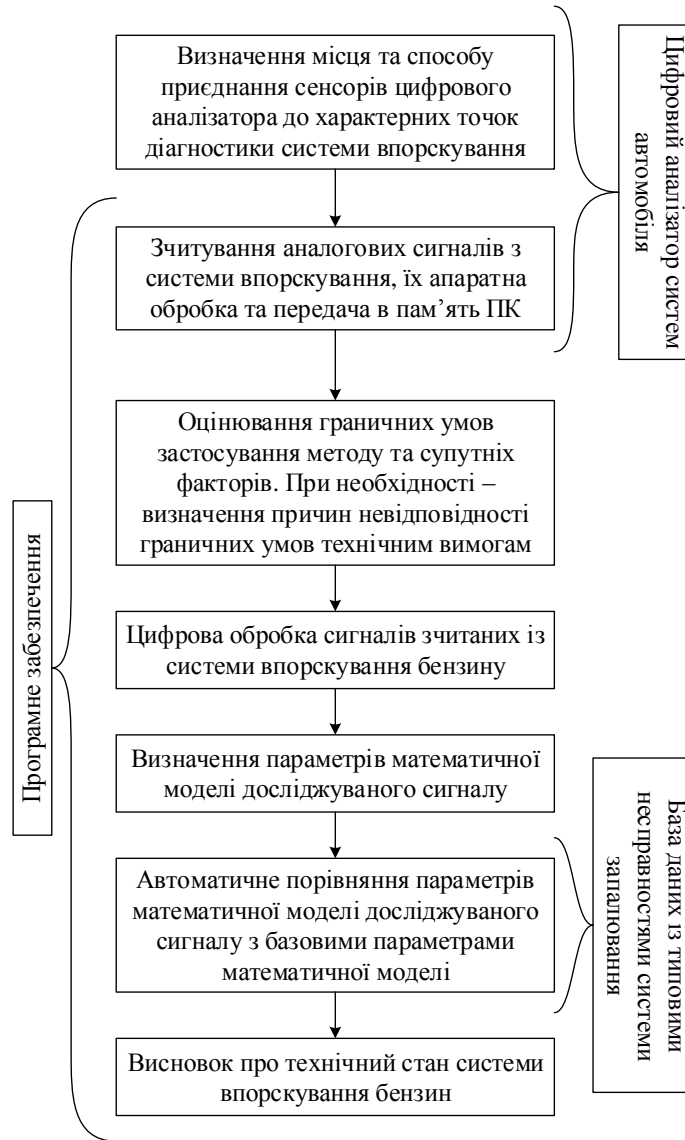 Визначення місця та способу
приєднання сенсорів цифрового
аналізатора до характерних точок
діагностики системи впорскування
Цифровий аналізатор систем
автомобіля
Зчитування аналогових сигналів з
системи впорскування, їх апаратна
обробка та передача в пам’ять ПК
Оцінювання граничних умов
застосування методу та супутніх
факторів. При необхідності –
визначення причин невідповідності
граничних умов технічним вимогам
Програмне забезпечення
Цифрова обробка сигналів зчитаних із
системи впорскування бензину
Визначення параметрів математичної
моделі досліджуваного сигналу
Автоматичне порівняння параметрів
математичної моделі досліджуваного
сигналу з базовими параметрами
математичної моделі
База даних із типовими
несправностями системи
запалювання
Висновок про технічний стан системи
впорскування бензин